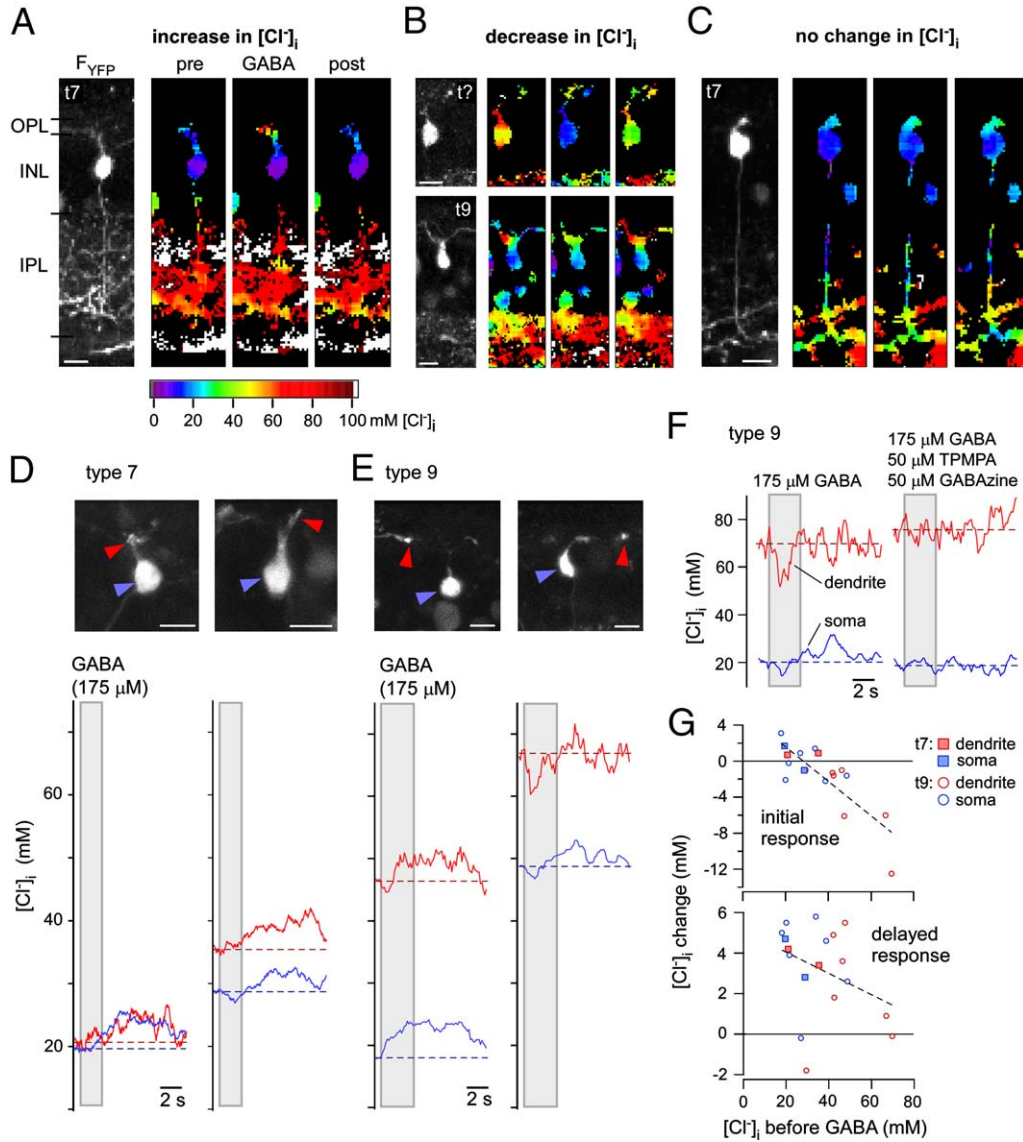 A
increase in [Cl-]i
FYFP
pre
GABA
post
t7
OPL
INL
IPL
0
20
40
60
80
100
mM [Cl-]i
B
decrease in [Cl-]i
t?
t9
C
no change in [Cl-]i
t7
D
type 7
GABA
(175 μM)
[Cl-]i (mM)
60
40
20
2 s
E
type 9
GABA
(175 μM)
2 s
F
type 9
175 μM GABA
175 μM GABA
50 μM TPMPA
50 μM GABAzine
[Cl-]i (mM)
80
60
40
20
dendrite
soma
2 s
G
4
0
-4
-8
-12
initial
response
t7:
dendrite
soma
t9:
dendrite
soma
[Cl-]i change (mM)
6
4
2
0
-2
delayed
response
0
20
40
60
80
[Cl-]i before GABA (mM)